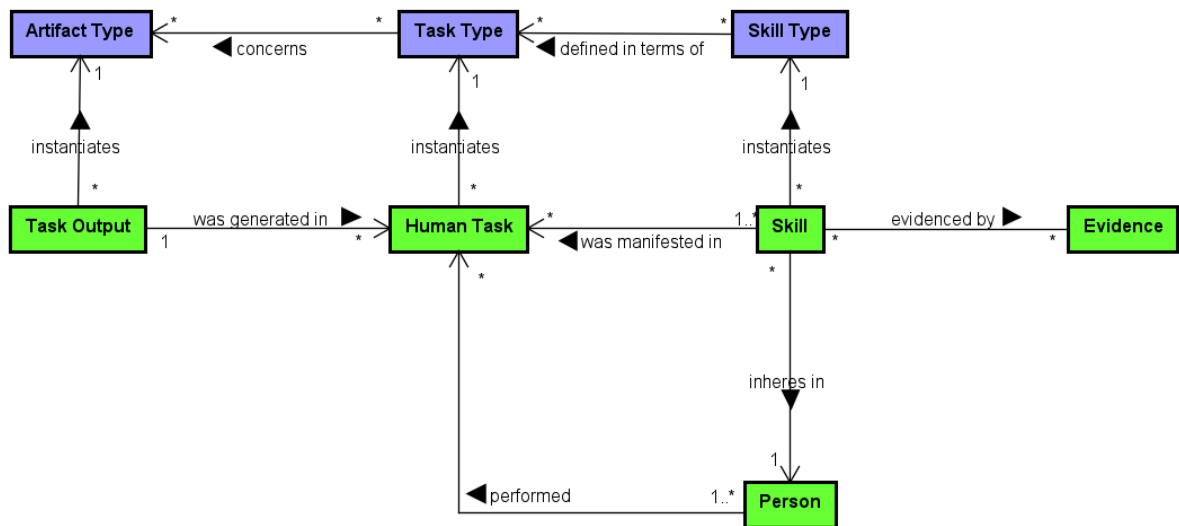 Artifact Type
*
*
Task Type
*
*
Skill Type
concerns
defined in terms of
1
1
1
instantiates
instantiates
instantiates
*
*
*
Task Output
was generated in
1
*
Human Task
*
was manifested in
1..*
Skill
evidenced by
*
*
Evidence
*
*
inheres in
1
performed
1..*
Person